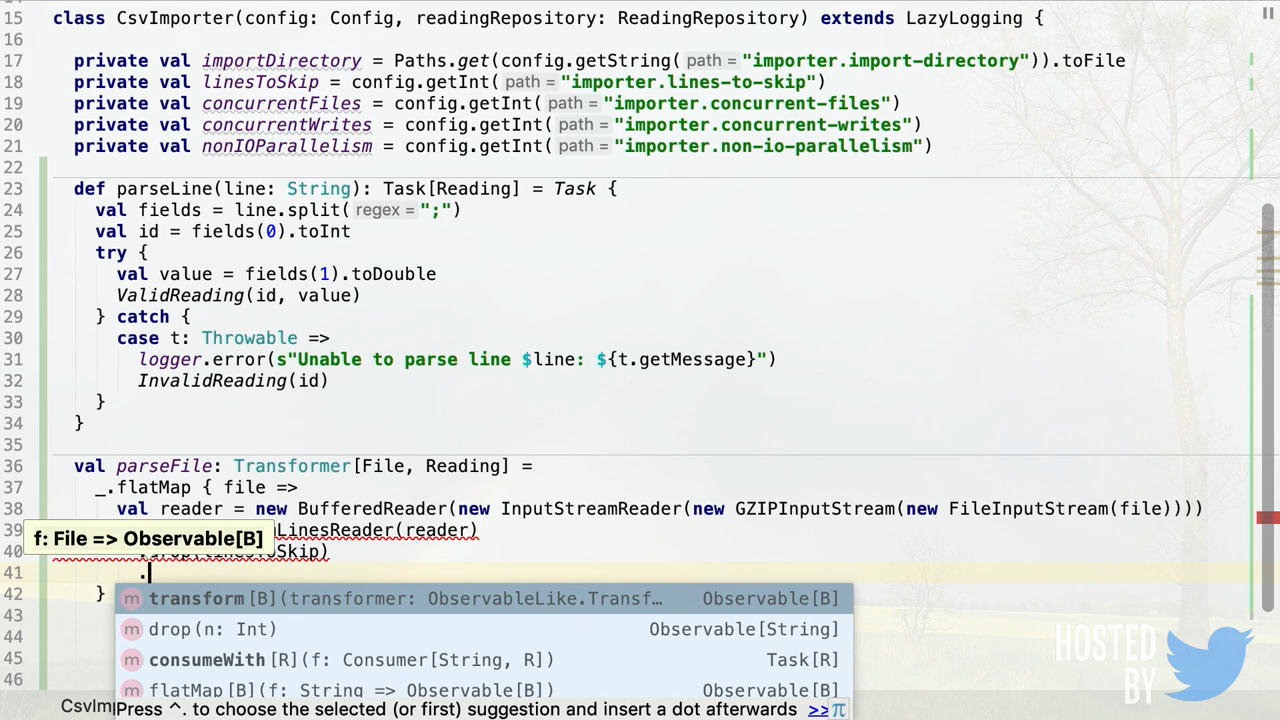 15 class CsvImporter(config: Config, readingRepository: ReadingRepository) extends LazyLogging {
16
17 private val importDirectory = Paths.get(config.getString( path = "importer.import-directory")).toFile
18 private val linesToSkip = config.getInt( path = "importer.lines-to-skip")
19 private val concurrentFiles = config.getInt( path = "importer.concurrent-files")
20 private val concurrentWrites = config.getInt( path = "importer.concurrent-writes")
21 private val nonIOParallelism = config.getInt( path = "importer.non-io-parallelism")
22
23 def parseLine(line: String): Task[Reading] = Task {
24 val fields = line.split( regex = ";")
25 val id = fields(0).toInt
26 try {
27 val value = fields(1).toDouble
28 ValidReading(id, value)
29 } catch {
30 case t: Throwable =>
31 logger.error(s"Unable to parse line $line: ${t.getMessage}")
32 InvalidReading(id)
33 }
34 }
35
36 val parseFile: Transformer[File, Reading] =
37 _.flatMap { file =>
38 val reader = new BufferedReader(new InputStreamReader(new GZIPInputStream(new FileInputStream(file))))
39 LinesReader(reader)
f: File => Observable[B]
40 Skip)
41 .
42 }
transform[B](transformer: ObservableLike.Transf… Observable[B]
43 drop(n: Int) Observable[String]
44
45 consumeWith[R](f: Consumer[String, R]) Task[R]
46 flatMap[B](f: String => Observable[B]) Observable[B]
CsvIm
Press ^. to choose the selected (or first) suggestion and insert a dot afterwards >> π
HOSTED
BY